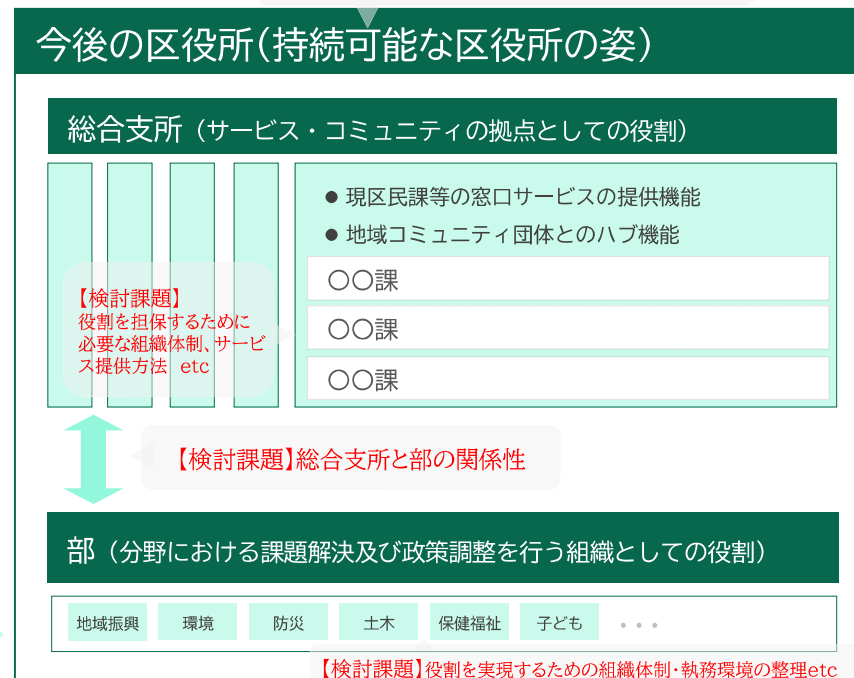 今後の区役所(持続可能な区役所の姿)
総合支所（サービス・コミュニティの拠点としての役割）
● 現区民課等の窓口サービスの提供機能
● 地域コミュニティ団体とのハブ機能
〇〇課
〇〇課
〇〇課
【検討課題】
役割を担保するために
必要な組織体制、サービ
ス提供方法 etc
【検討課題】総合支所と部の関係性
部（分野における課題解決及び政策調整を行う組織としての役割）
地域振興 環境 防災 土木 保健福祉 子ども ・・・
【検討課題】役割を実現するための組織体制・執務環境の整理etc